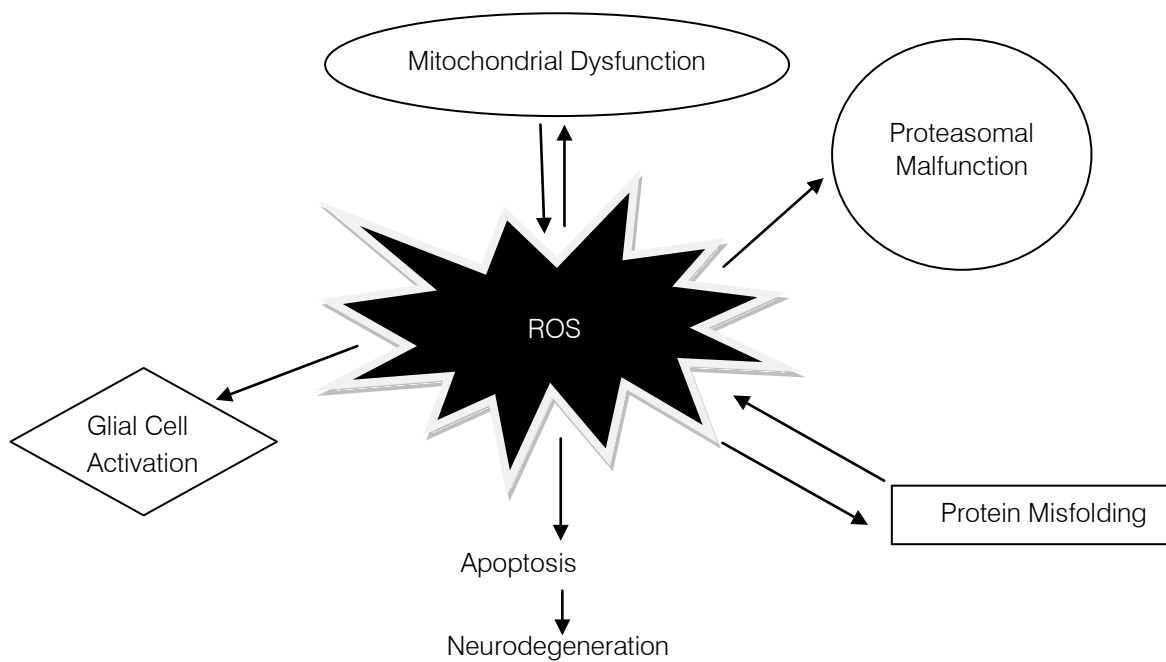 Mitochondrial Dysfunction
Proteasomal
Malfunction
ROS
Glial Cell
Activation
Protein Misfolding
Apoptosis
Neurodegeneration